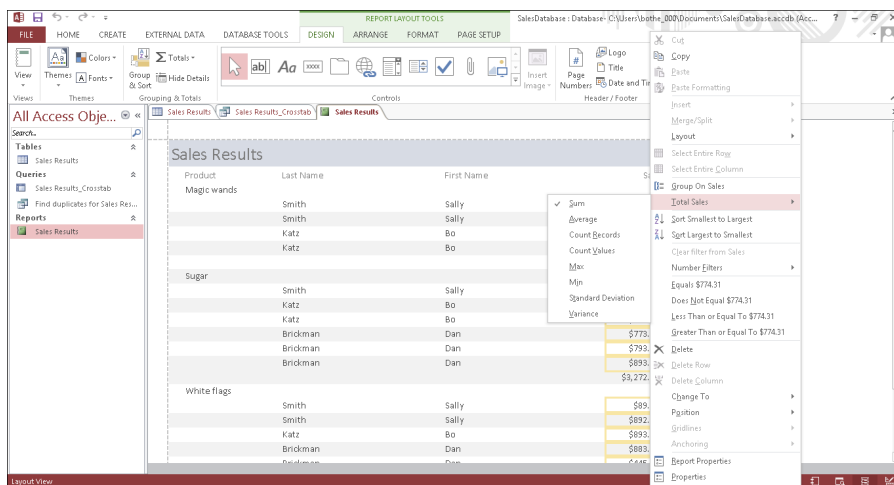 REPORT LAYOUT TOOLS
SalesDatabase : Database- C:\Users\bothe_000\Documents\SalesDatabase.accdb (Acc...
FILE HOME CREATE EXTERNAL DATA DATABASE TOOLS DESIGN ARRANGE FORMAT PAGE SETUP
View
Themes
Colors
Fonts
Group & Sort
Totals
Hide Details
Insert Image
Page Numbers
Logo
Title
Date and Ti
Views
Themes
Grouping & Totals
Controls
Header / Footer
All Access Obje...
Search..
Tables
Sales Results
Queries
Sales Results_Crosstab
Find duplicates for Sales Res...
Reports
Sales Results
Sales Results Sales Results_Crosstab Sales Results
Sales Results
Product Last Name First Name
Magic wands
Smith Sally
Smith Sally
Katz Bo
Katz Bo
Sugar
Smith Sally
Katz Bo
Katz Bo
Brickman Dan $773.
Brickman Dan $793.
Brickman Dan $893.
$3,272.
White flags
Smith Sally $89.
Smith Sally $892.
Katz Bo $893.
Brickman Dan $883.
Sum
Average
Count Records
Count Values
Max
Min
Standard Deviation
Variance
Cut
Copy
Paste
Paste Formatting
Insert
Merge/Split
Layout
Select Entire Row
Select Entire Column
Group On Sales
Total Sales
Sort Smallest to Largest
Sort Largest to Smallest
Clear filter from Sales
Number Filters
Equals $774.31
Does Not Equal $774.31
Less Than or Equal To $774.31
Greater Than or Equal To $774.31
Delete
Delete Row
Delete Column
Change To
Position
Gridlines
Anchoring
Report Properties
Properties
Layout View